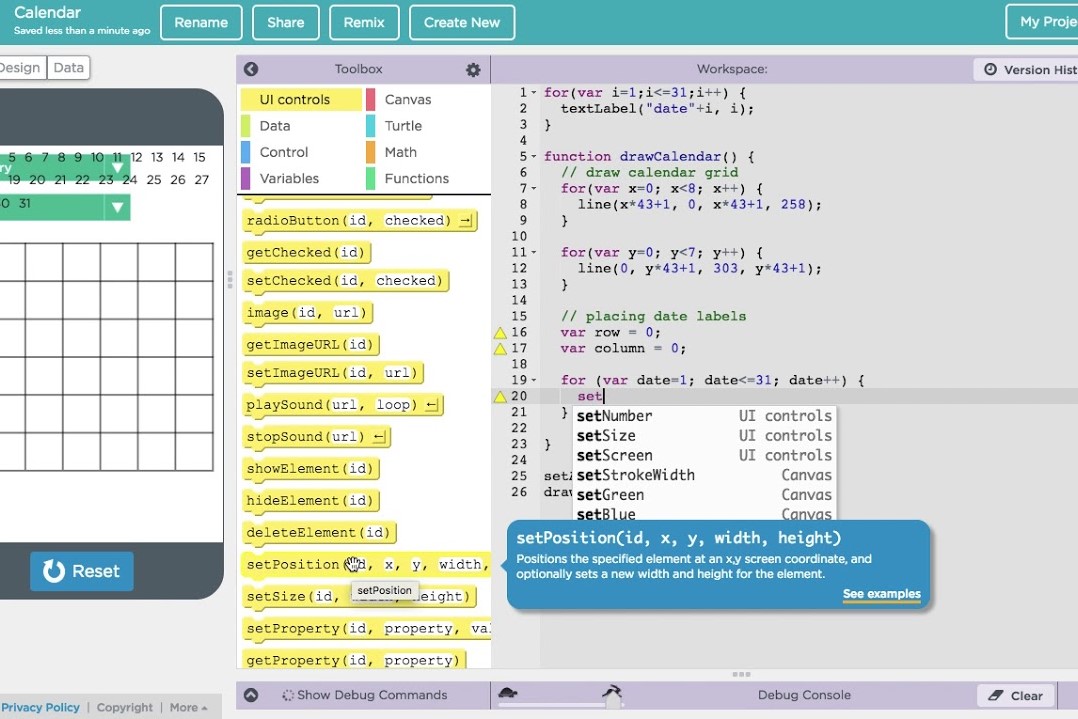 Calendar
Saved less than a minute ago
Rename
Share
Remix
Create New
My Proje
Design
Data
Toolbox
Workspace:
Version Hist
5 6 7 8 9 10 11 12 13 14 15
19 20 21 22 23 24 25 26 27
0 31
Reset
Privacy Policy | Copyright | More
UI controls
Canvas
Data
Turtle
Control
Math
Variables
Functions
radioButton(id, checked)
getChecked(id)
setChecked(id, checked)
image(id, url)
getImageURL(id)
setImageURL(id, url)
playSound(url, loop)
stopSound(url)
showElement(id)
hideElement(id)
deleteElement(id)
setPosition(id, x, y, width,
setPosition
setSize(id, width, height)
setProperty(id, property, val
getProperty(id, property)
Show Debug Commands
1 for(var i=1;i<=31;i++) {
2 textLabel("date"+i, i);
3 }
4
5 function drawCalendar() {
6 // draw calendar grid
7 for(var x=0; x<8; x++) {
8 line(x*43+1, 0, x*43+1, 258);
9 }
10
11 for(var y=0; y<7; y++) {
12 line(0, y*43+1, 303, y*43+1);
13 }
14
15 // placing date labels
16 var row = 0;
17 var column = 0;
18
19 for (var date=1; date<=31; date++) {
20 set
21 }
22
23 }
24
25 set
26 draw
setNumber UI controls
setSize UI controls
setScreen UI controls
setStrokeWidth Canvas
setGreen Canvas
setBlue Canvas
setPosition(id, x, y, width, height)
Positions the specified element at an x,y screen coordinate, and
optionally sets a new width and height for the element.
See examples
Debug Console
Clear